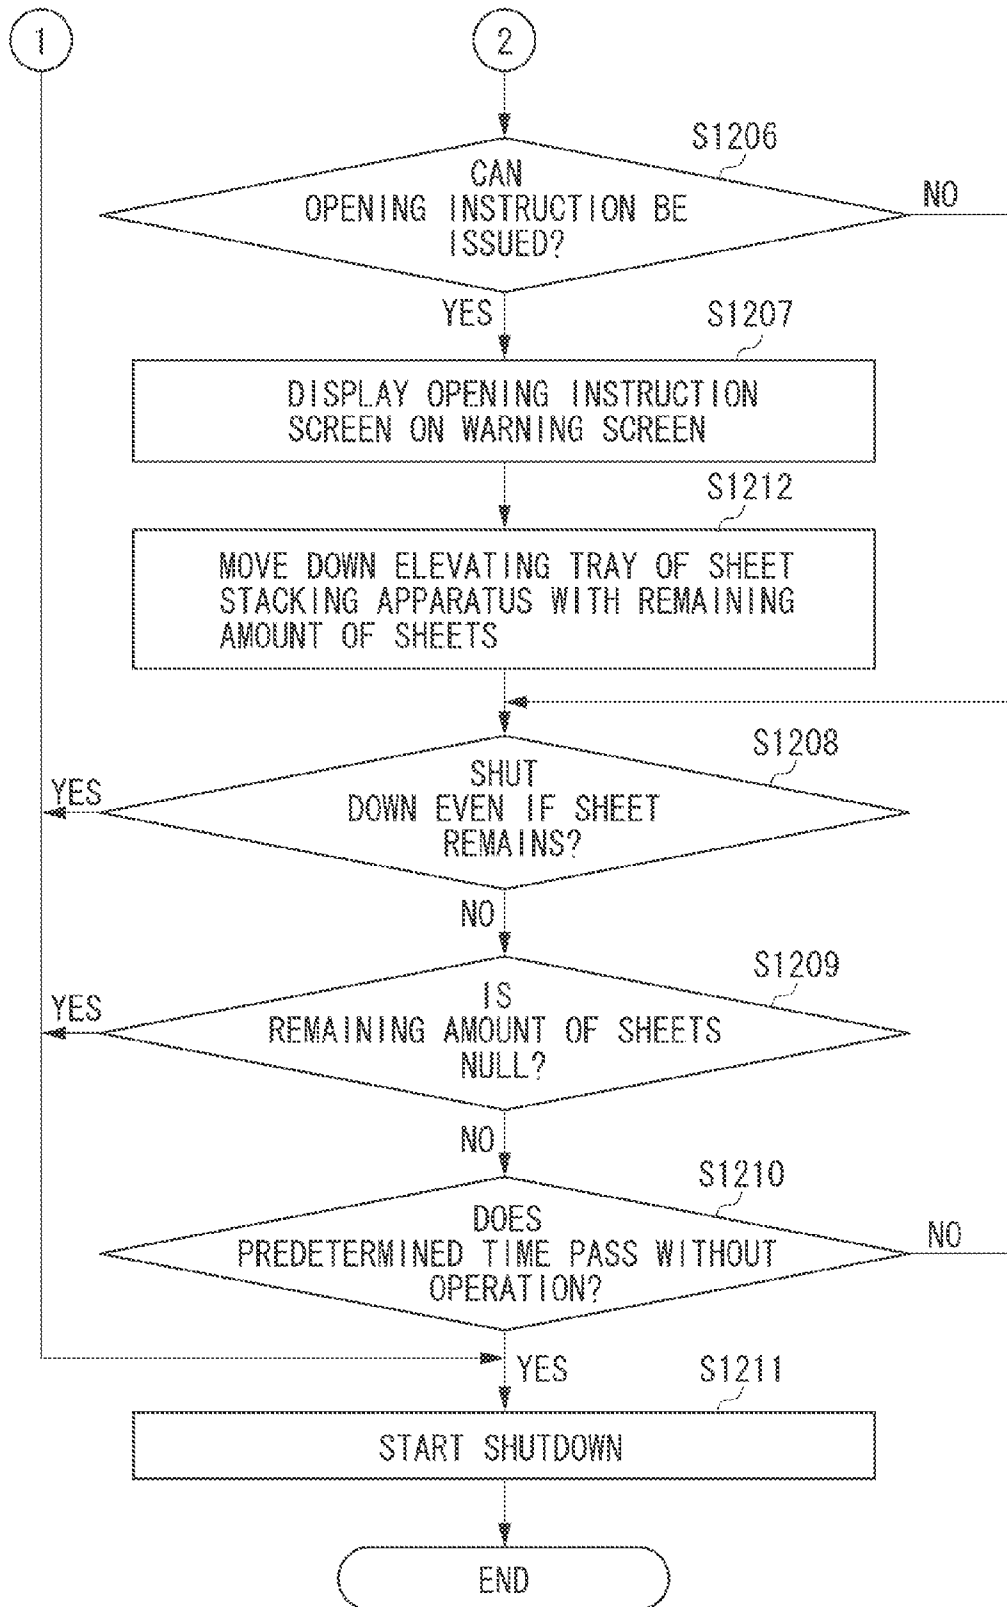 1
2
S1206
CAN
OPENING INSTRUCTION BE
ISSUED?
NO
YES
S1207
DISPLAY OPENING INSTRUCTION
SCREEN ON WARNING SCREEN
S1212
MOVE DOWN ELEVATING TRAY OF SHEET
STACKING APPARATUS WITH REMAINING
AMOUNT OF SHEETS
S1208
SHUT
DOWN EVEN IF SHEET
REMAINS?
YES
NO
S1209
IS
REMAINING AMOUNT OF SHEETS
NULL?
YES
NO
S1210
DOES
PREDETERMINED TIME PASS WITHOUT
OPERATION?
NO
YES
S1211
START SHUTDOWN
END